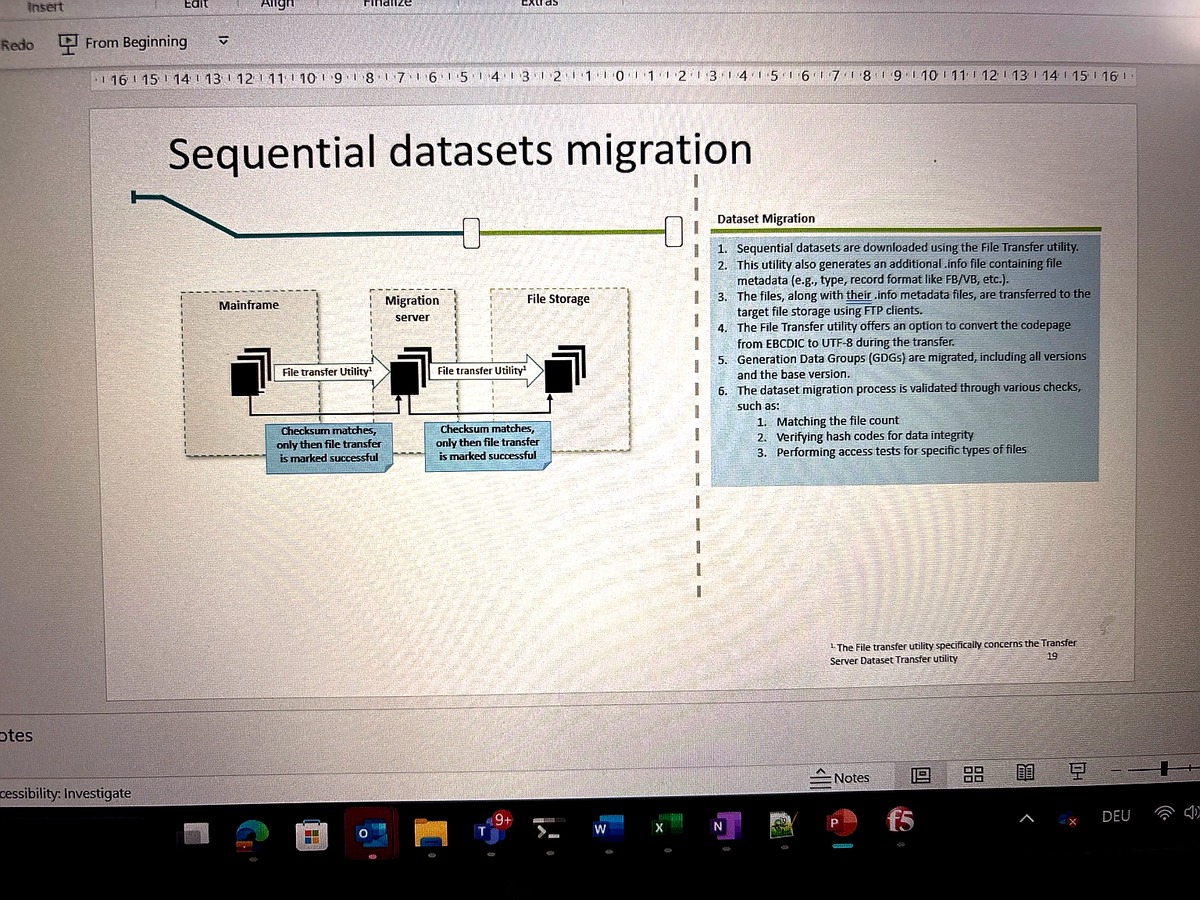 Insert
Edit
Align
Finalize
Extras
Redo
From Beginning
16 15 14 13 12 11 10 9 8 7 6 5 4 3 2 1 0 1 2 3 4 5 6 7 8 9 10 11 12 13 14 15 16
Sequential datasets migration
Mainframe
Migration
server
File Storage
File transfer Utility¹
File transfer Utility¹
Checksum matches,
only then file transfer
is marked successful
Checksum matches,
only then file transfer
is marked successful
Dataset Migration
1. Sequential datasets are downloaded using the File Transfer utility.
2. This utility also generates an additional .info file containing file
metadata (e.g., type, record format like FB/VB, etc.).
3. The files, along with their .info metadata files, are transferred to the
target file storage using FTP clients.
4. The File Transfer utility offers an option to convert the codepage
from EBCDIC to UTF-8 during the transfer.
5. Generation Data Groups (GDGs) are migrated, including all versions
and the base version.
6. The dataset migration process is validated through various checks,
such as:
1. Matching the file count
2. Verifying hash codes for data integrity
3. Performing access tests for specific types of files
¹ The File transfer utility specifically concerns the Transfer
Server Dataset Transfer utility
19
otes
cessibility: Investigate
Notes
O
T
9+
W
X
N
P
f5
DEU